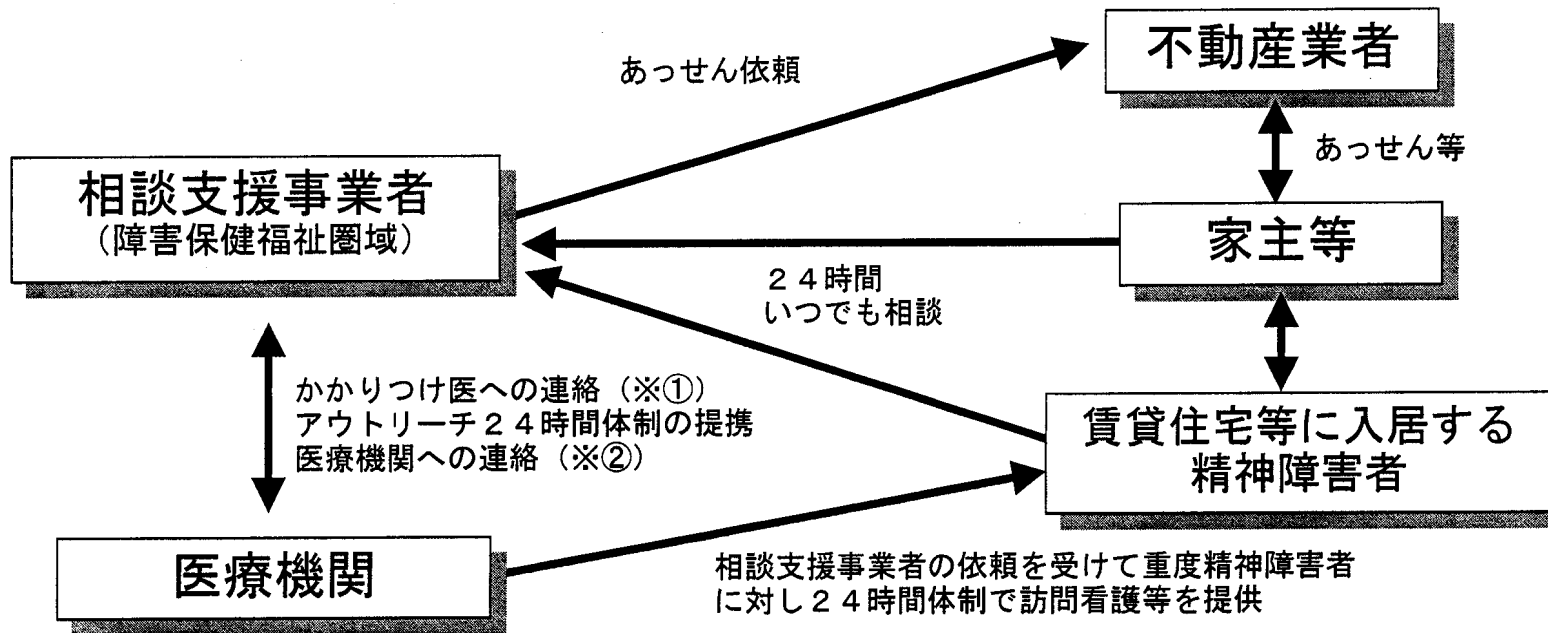 不動産業者
あっせん依頼
あっせん等
相談支援事業者
（障害保健福祉圏域）
家主等
２４時間
いつでも相談
かかりつけ医への連絡（※①）
アウトリーチ２４時間体制の提携
医療機関への連絡（※②）
賃貸住宅等に入居する
精神障害者
医療機関
相談支援事業者の依頼を受けて重度精神障害者
に対し２４時間体制で訪問看護等を提供